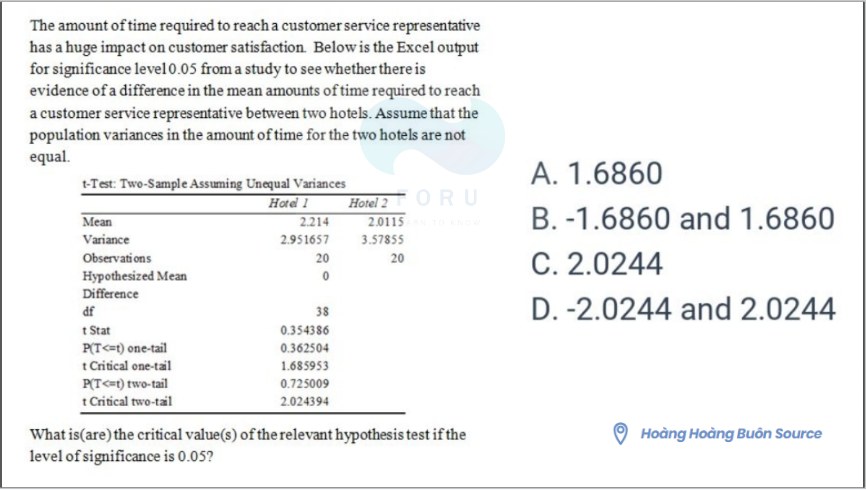 The amount of time required to reach a customer service representative
has a huge impact on customer satisfaction. Below is the Excel output
for significance level 0.05 from a study to see whether there is
evidence of a difference in the mean amounts of time required to reach
a customer service representative between two hotels. Assume that the
population variances in the amount of time for the two hotels are not
equal.
t-Test: Two-Sample Assuming Unequal Variances
Hotel 1 Hotel 2
Mean 2.214 2.0115
Variance 2.951657 3.57855
Observations 20 20
Hypothesized Mean 0
Difference
df 38
t Stat 0.354386
P(T<=t) one-tail 0.362504
t Critical one-tail 1.685953
P(T<=t) two-tail 0.725009
t Critical two-tail 2.024394
What is(are) the critical value(s) of the relevant hypothesis test if the
level of significance is 0.05?
FORU
A. 1.6860
B. -1.6860 and 1.6860
C. 2.0244
D. -2.0244 and 2.0244
Hoàng Hoàng Buôn Source